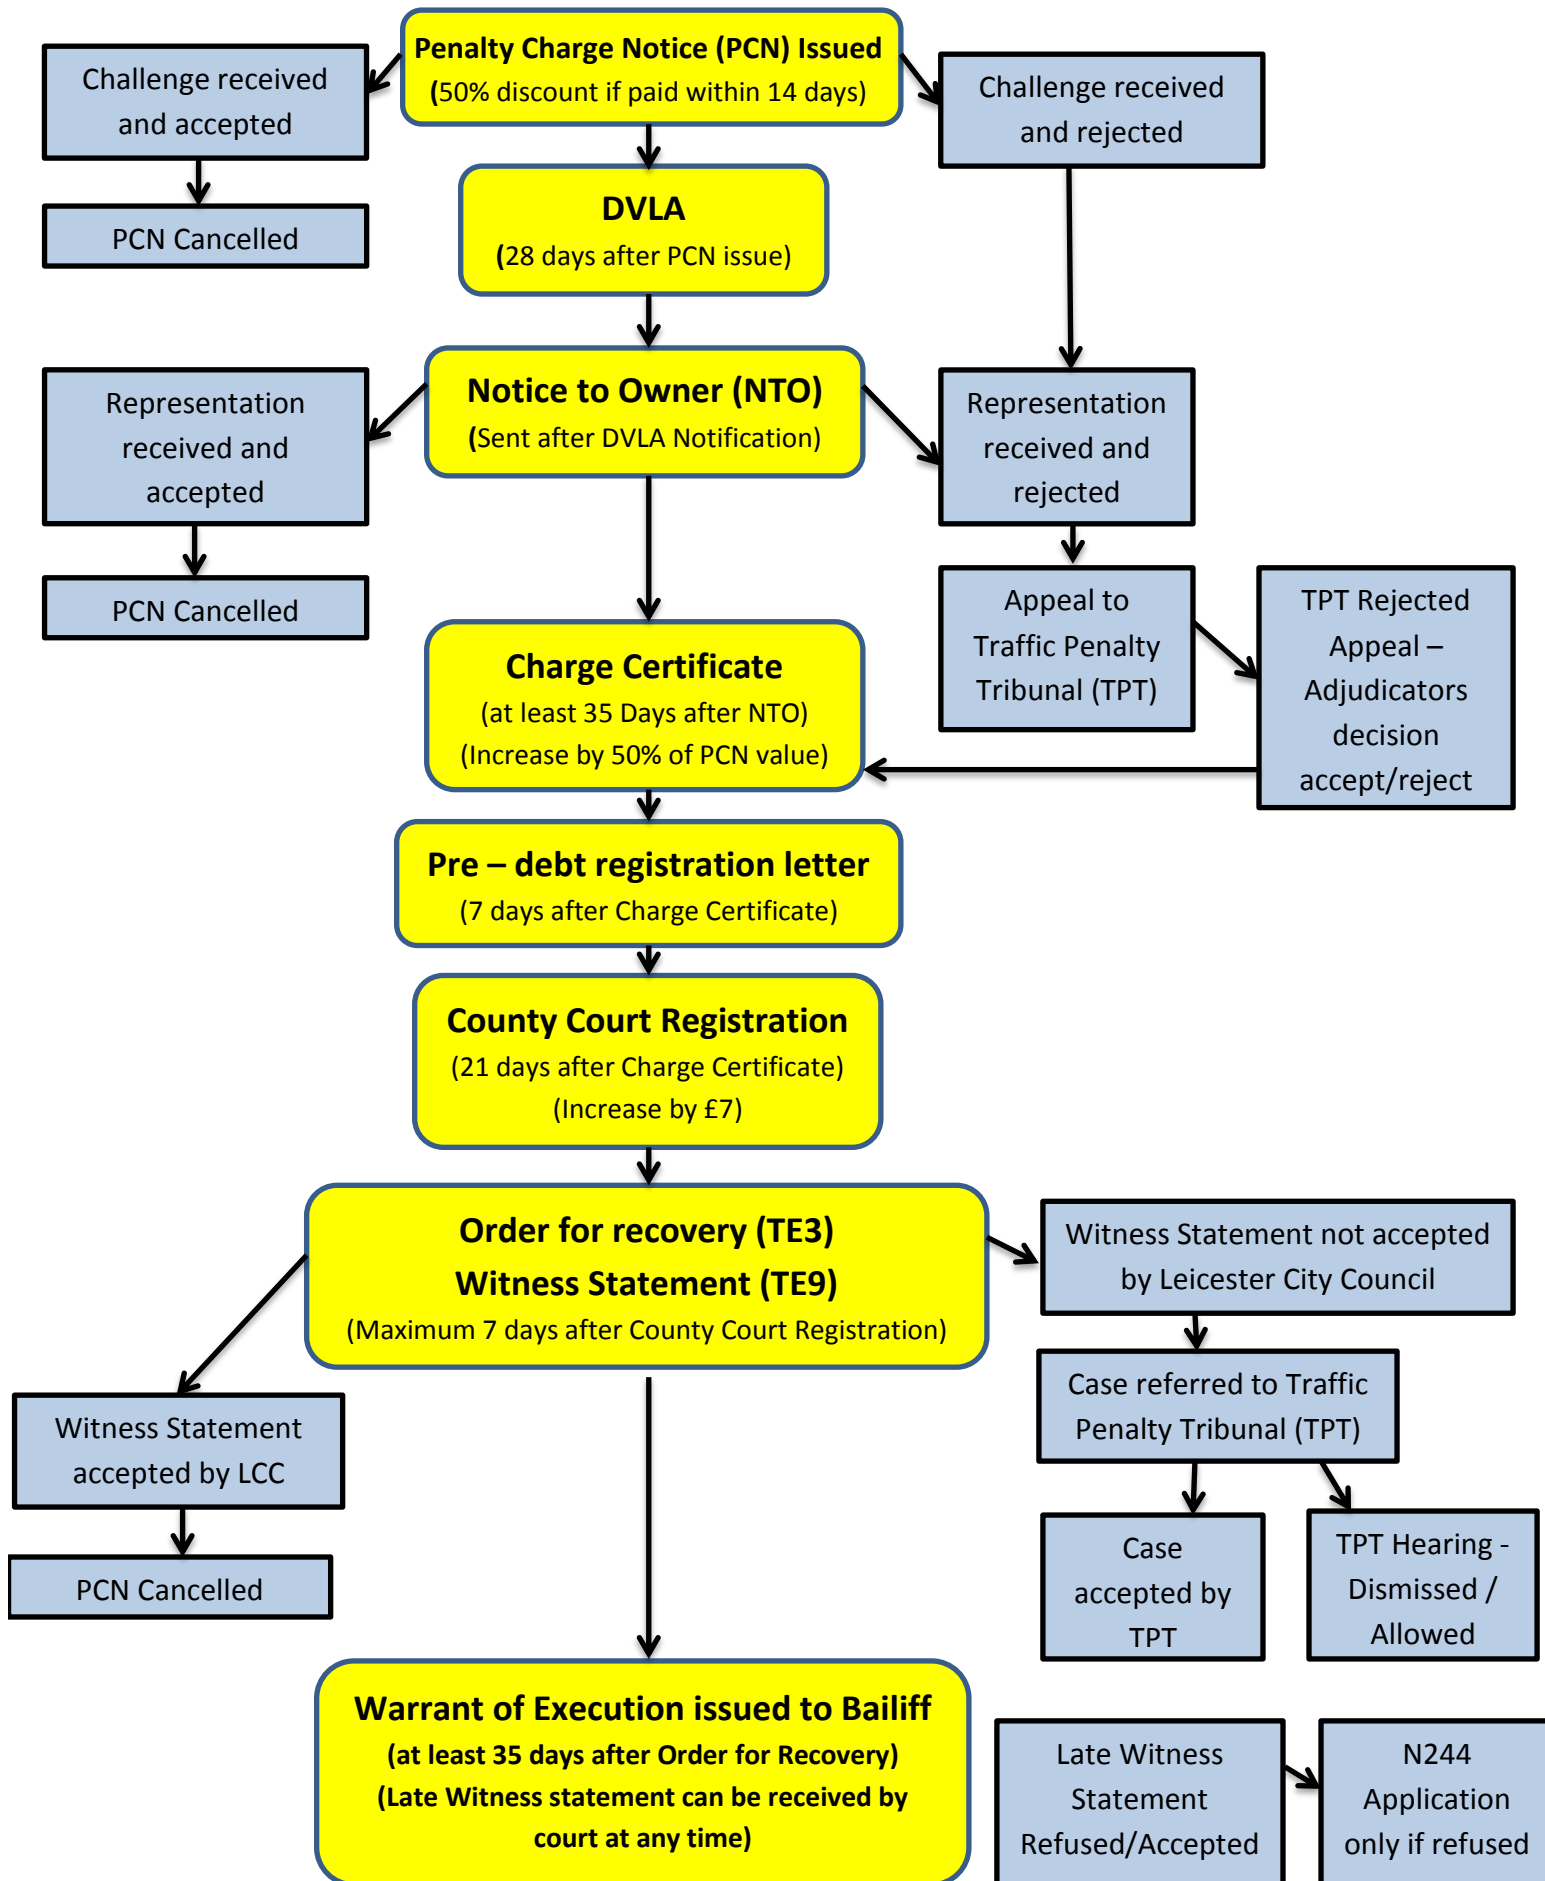 Penalty Charge Notice (PCN) Issued
(50% discount if paid within 14 days)
Challenge received
and accepted
Challenge received
and rejected
PCN Cancelled
DVLA
(28 days after PCN issue)
Notice to Owner (NTO)
(Sent after DVLA Notification)
Representation
received and
accepted
Representation
received and
rejected
PCN Cancelled
Appeal to
Traffic Penalty
Tribunal (TPT)
TPT Rejected
Appeal –
Adjudicators
decision
accept/reject
Charge Certificate
(at least 35 Days after NTO)
(Increase by 50% of PCN value)
Pre – debt registration letter
(7 days after Charge Certificate)
County Court Registration
(21 days after Charge Certificate)
(Increase by £7)
Order for recovery (TE3)
Witness Statement (TE9)
(Maximum 7 days after County Court Registration)
Witness Statement not accepted
by Leicester City Council
Case referred to Traffic
Penalty Tribunal (TPT)
Witness Statement
accepted by LCC
PCN Cancelled
Case
accepted by
TPT
TPT Hearing -
Dismissed /
Allowed
Warrant of Execution issued to Bailiff
(at least 35 days after Order for Recovery)
(Late Witness statement can be received by
court at any time)
Late Witness
Statement
Refused/Accepted
N244
Application
only if refused